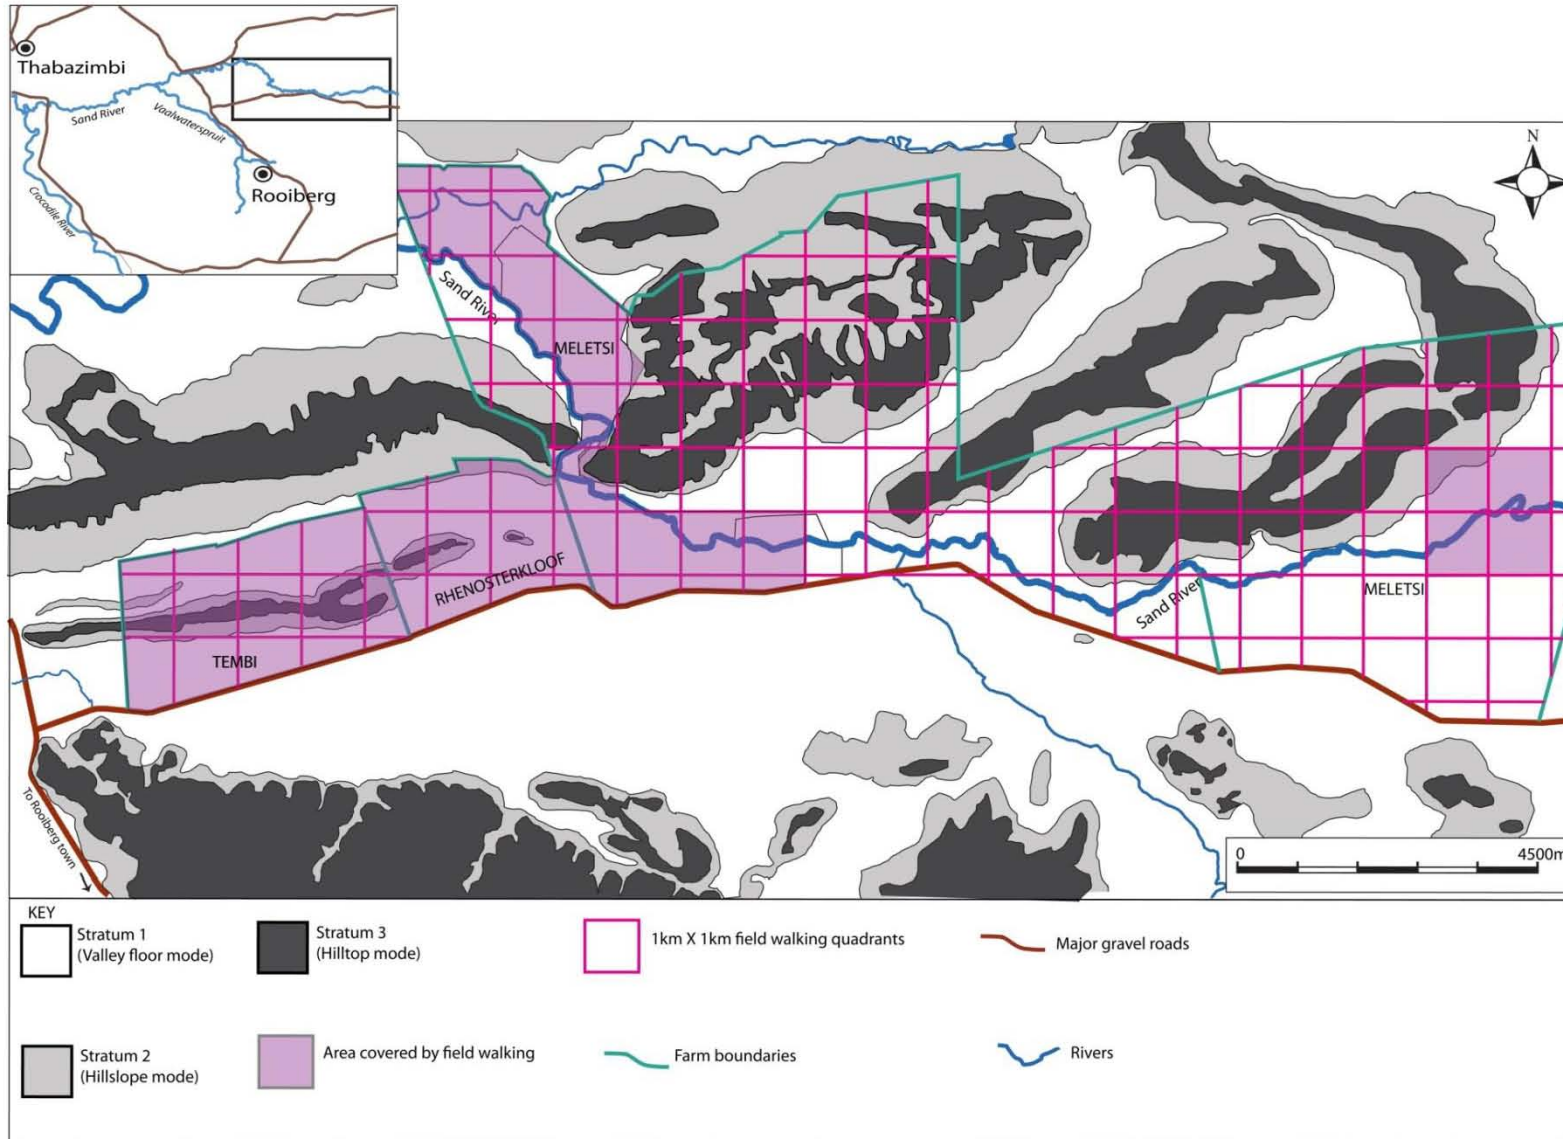 Thabazimbi
Sand River
Vaalwaterspruit
Rooiberg
Crocodile River
N
Sand River
MELETSI
RHENOSTERKLOOF
TEMBI
Sand River
MELETSI
To Rooiberg town
0 4500m
KEY
Stratum 1
(Valley floor mode)
Stratum 3
(Hilltop mode)
1km X 1km field walking quadrants
Major gravel roads
Stratum 2
(Hillslope mode)
Area covered by field walking
Farm boundaries
Rivers